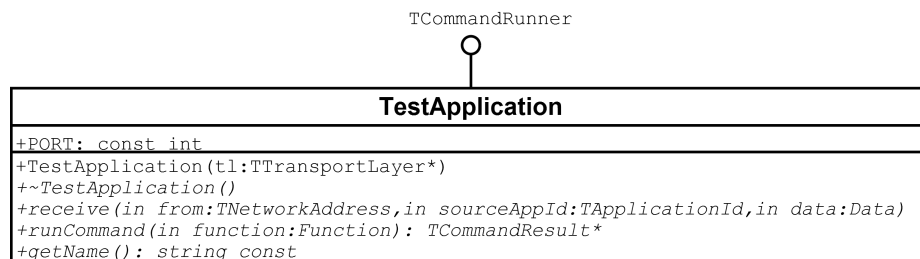 TCommandRunner
TestApplication
+PORT: const int
+TestApplication(tl:TTransportLayer*)
+~TestApplication()
+receive(in from:TNetworkAddress,in sourceAppId:TApplicationId,in data:Data)
+runCommand(in function:Function): TCommandResult*
+getName(): string const